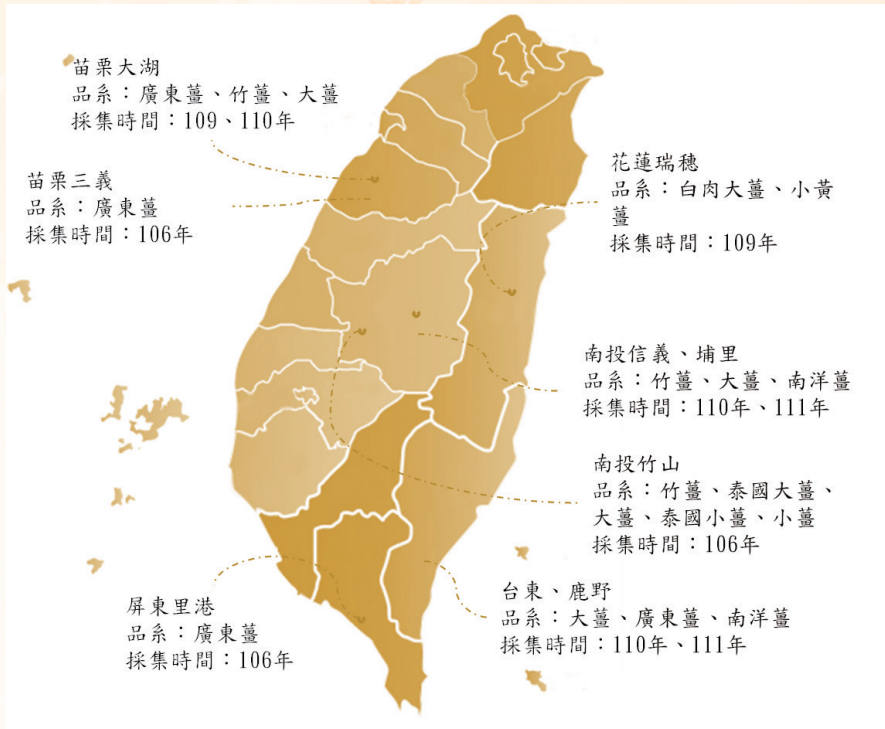 苗栗大湖
品系：廣東薑、竹薑、大薑
採集時間：109、110年
苗栗三義
品系：廣東薑
採集時間：106年
花蓮瑞穗
品系：白肉大薑、小黃
薑
採集時間：109年
南投信義、埔里
品系：竹薑、大薑、南洋薑
採集時間：110年、111年
南投竹山
品系：竹薑、泰國大薑、
大薑、泰國小薑、小薑
採集時間：106年
台東、鹿野
品系：大薑、廣東薑、南洋薑
採集時間：110年、111年
屏東里港
品系：廣東薑
採集時間：106年